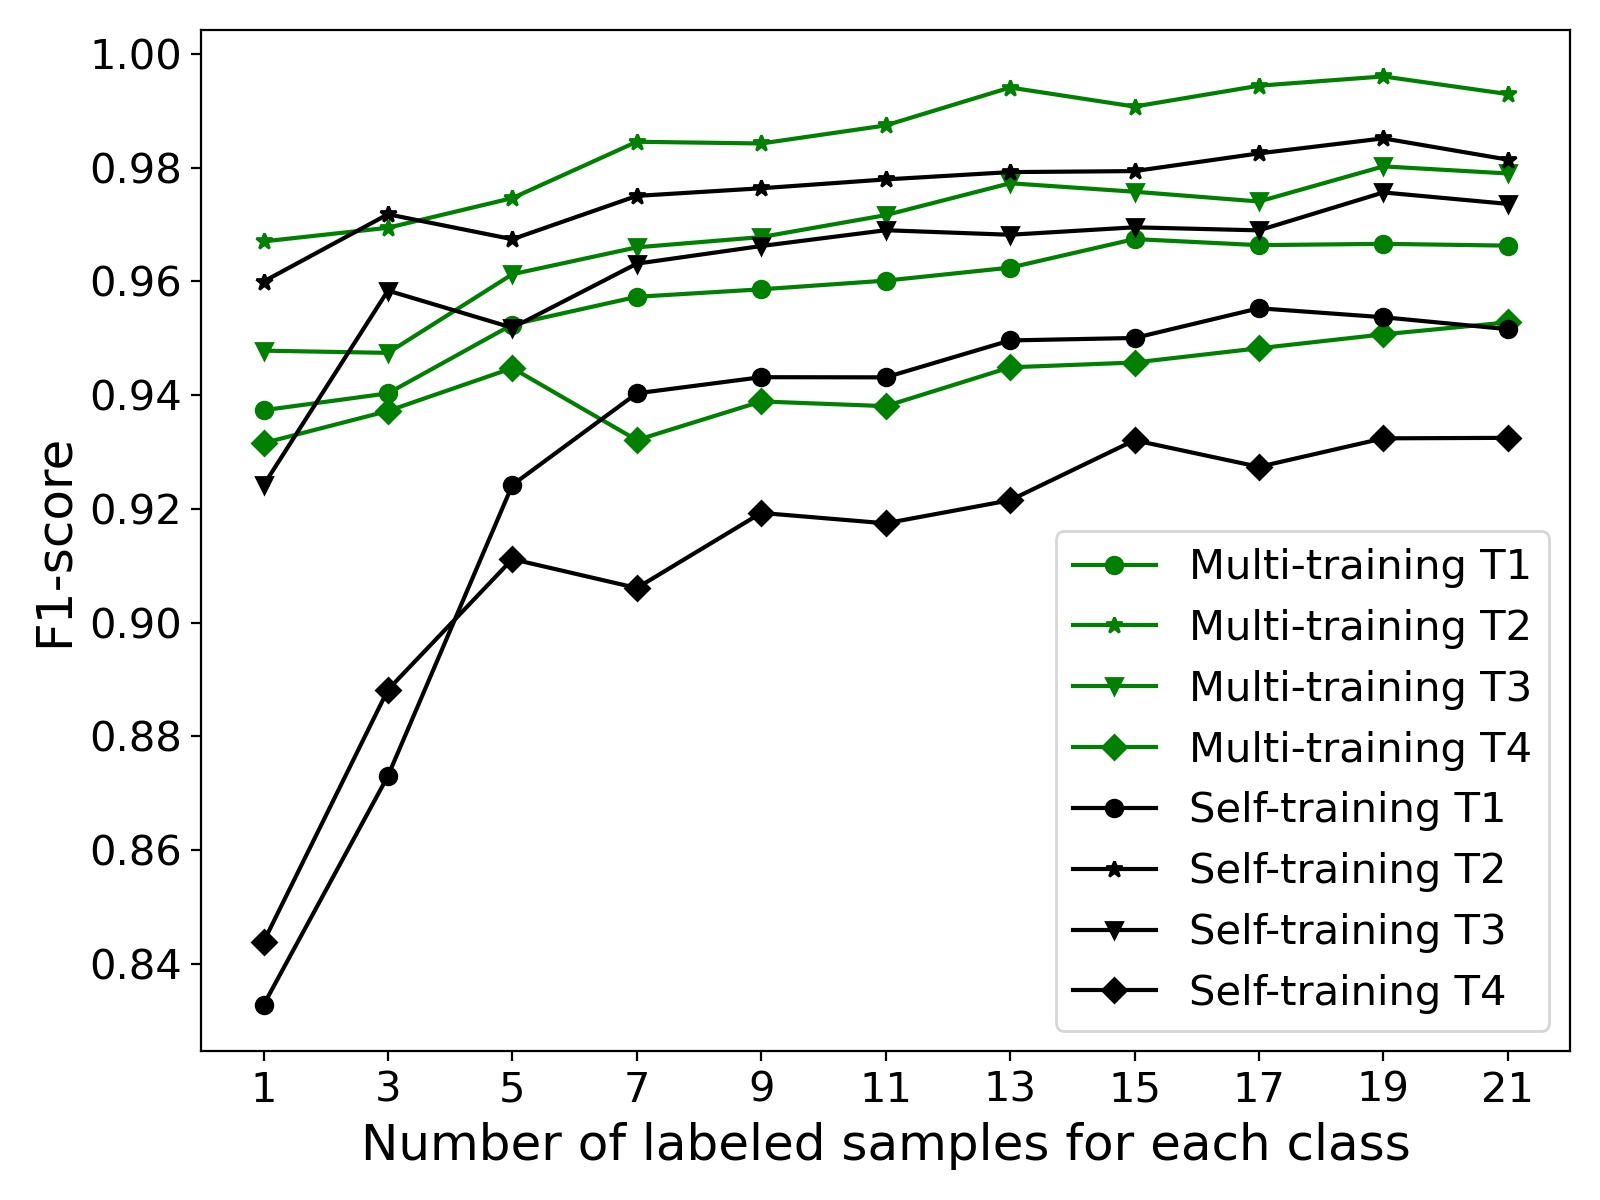 1.00
0.98
0.96
0.94
0.92
0.90
0.88
0.86
0.84
F1-score
Multi-training T1
Multi-training T2
Multi-training T3
Multi-training T4
Self-training T1
Self-training T2
Self-training T3
Self-training T4
1 3 5 7 9 11 13 15 17 19 21
Number of labeled samples for each class